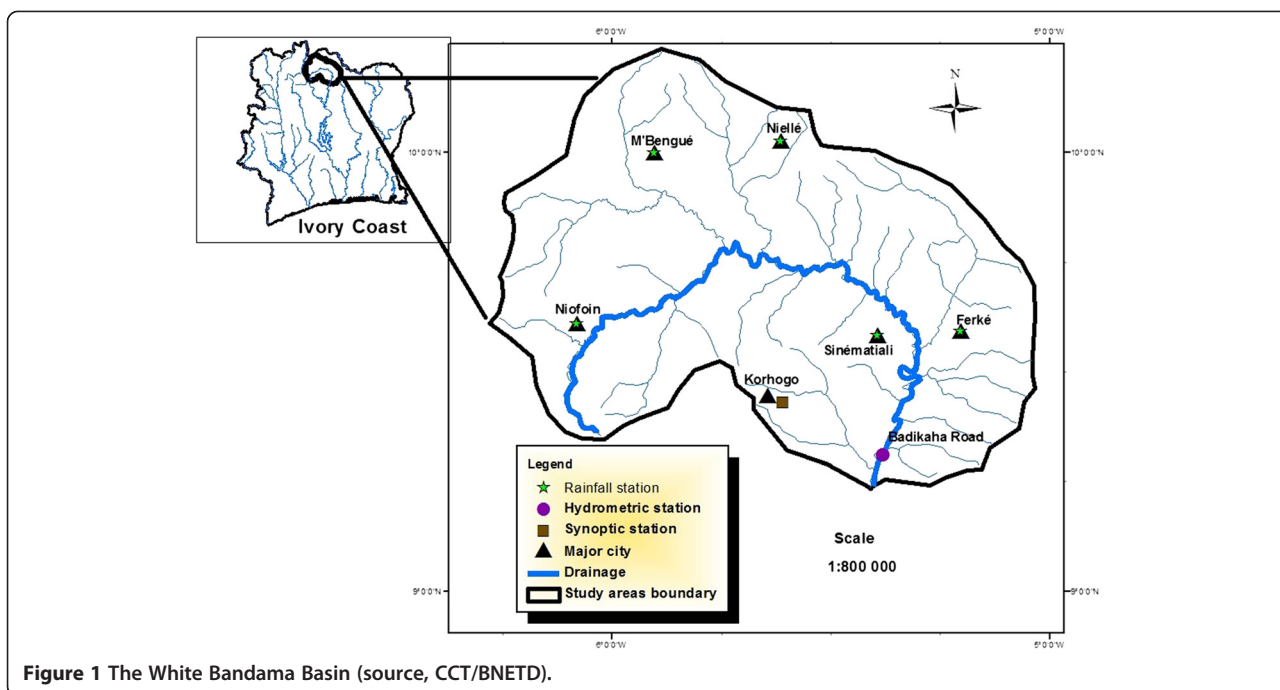 6°0'0"W
5°0'0"W
N
Niellé
M'Bengué
10°0'0"N
10°0'0"N
Ivory Coast
Niofoin
Ferké
Sinématiali
Korhogo
Badikaha Road
Legend
Rainfall station
Hydrometric station
Synoptic station
Major city
Drainage
Study areas boundary
Scale
1:800 000
9°0'0"N
9°0'0"N
6°0'0"W
5°0'0"W
Figure 1 The White Bandama Basin (source, CCT/BNETD).